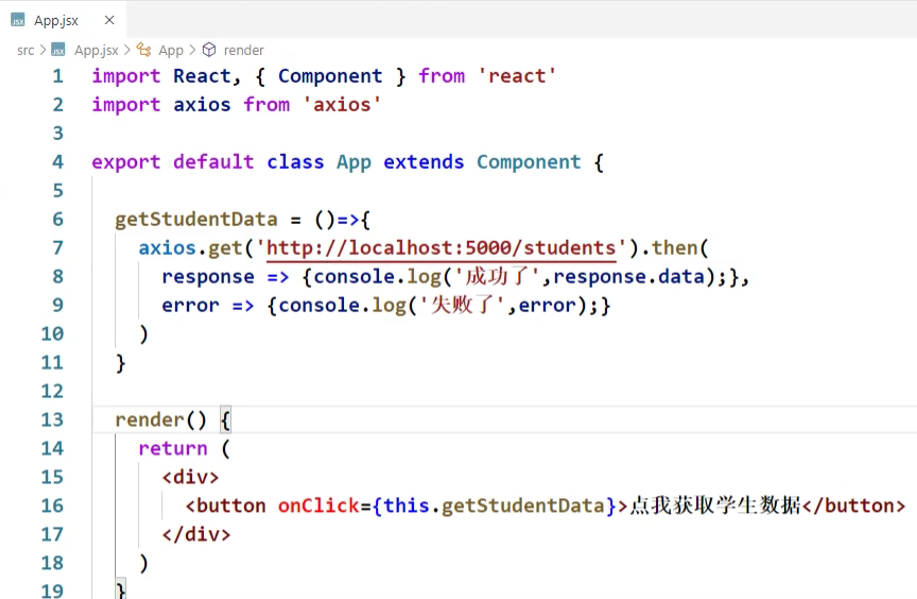 App.jsx
src > App.jsx > App > render
1 import React, { Component } from 'react'
2 import axios from 'axios'
3
4 export default class App extends Component {
5
6 getStudentData = ()=>{
7 axios.get('http://localhost:5000/students').then(
8 response => {console.log('成功了',response.data);},
9 error => {console.log('失败了',error);}
10 )
11 }
12
13 render() {
14 return (
15 <div>
16 <button onClick={this.getStudentData}>点我获取学生数据</button>
17 </div>
18 )
19 }